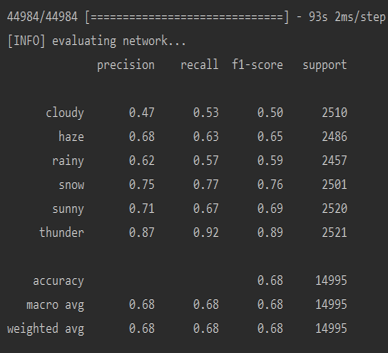 44984/44984 [==============================] - 93s 2ms/step
[INFO] evaluating network...
precision recall f1-score support
cloudy 0.47 0.53 0.50 2510
haze 0.68 0.63 0.65 2486
rainy 0.62 0.57 0.59 2457
snow 0.75 0.77 0.76 2501
sunny 0.71 0.67 0.69 2520
thunder 0.87 0.92 0.89 2521
accuracy 0.68 14995
macro avg 0.68 0.68 0.68 14995
weighted avg 0.68 0.68 0.68 14995